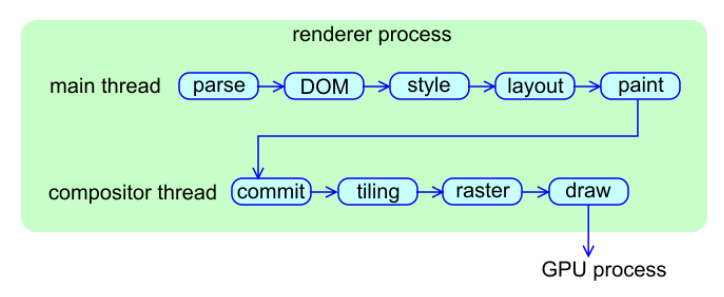 renderer process
main thread parse DOM style layout paint
compositor thread commit tiling raster draw
GPU process